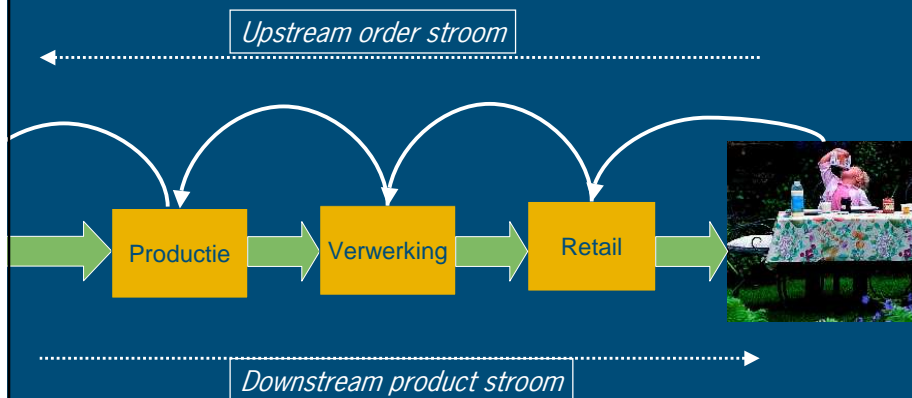 Upstream order stroom
Productie
Verwerking
Retail
Downstream product stroom